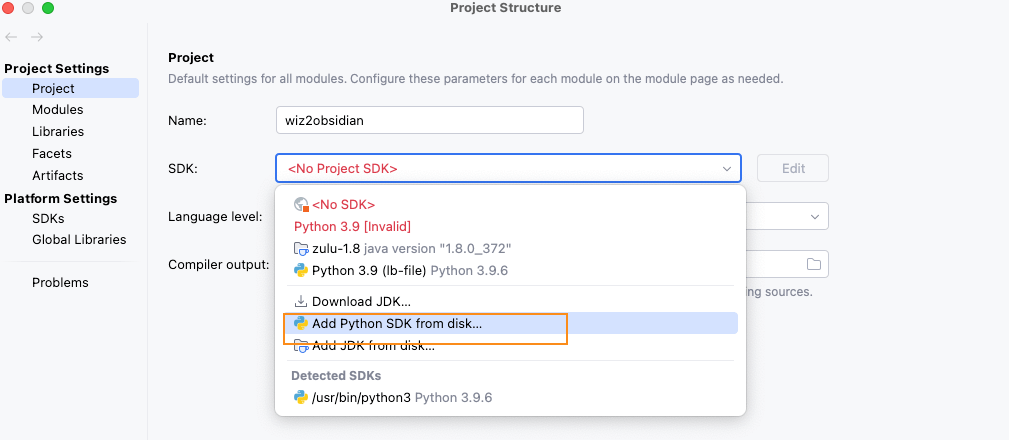 Project Structure
Project Settings
Project
Modules
Libraries
Facets
Artifacts
Platform Settings
SDKs
Global Libraries
Problems
Project
Default settings for all modules. Configure these parameters for each module on the module page as needed.
Name: wiz2obsidian
SDK: <No Project SDK> Edit
<No SDK>
Python 3.9 [Invalid]
zulu-1.8 java version "1.8.0_372"
Python 3.9 (lb-file) Python 3.9.6
Download JDK...
Add Python SDK from disk...
Add JDK from disk...
Detected SDKs
/usr/bin/python3 Python 3.9.6
Language level:
Compiler output:
ing sources.